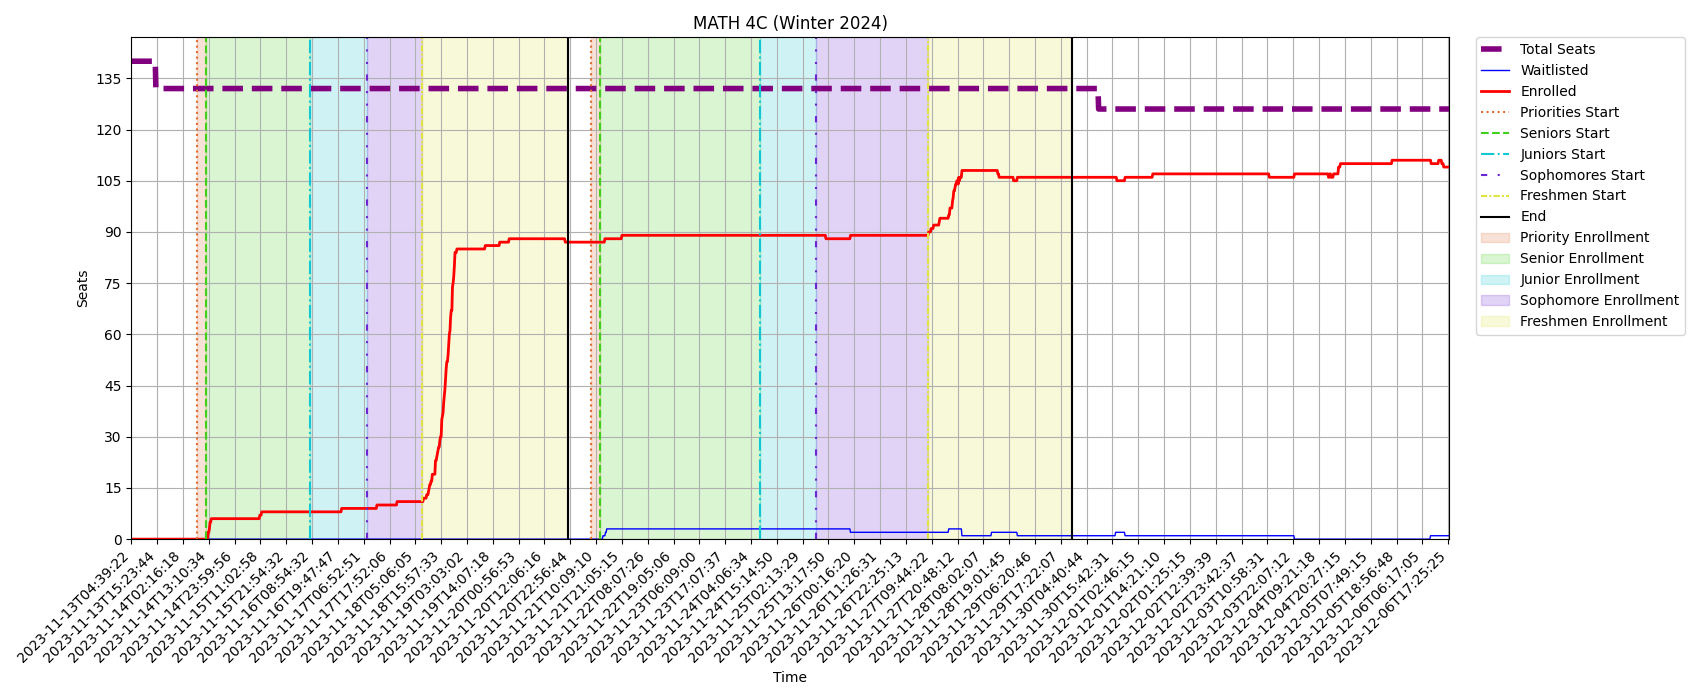 MATH 4C (Winter 2024)
Seats
135
120
105
90
75
60
45
30
15
0
2023-11-13T04:39:22
2023-11-13T15:23:44
2023-11-14T02:16:18
2023-11-14T13:10:34
2023-11-14T23:59:56
2023-11-15T11:02:58
2023-11-15T21:54:32
2023-11-16T08:54:32
2023-11-16T19:47:47
2023-11-17T06:52:51
2023-11-17T17:52:06
2023-11-18T05:06:05
2023-11-18T15:57:33
2023-11-19T03:03:02
2023-11-19T14:07:18
2023-11-20T00:56:53
2023-11-20T12:06:16
2023-11-20T22:56:44
2023-11-21T10:09:10
2023-11-21T21:05:15
2023-11-22T08:07:26
2023-11-22T19:05:06
2023-11-23T06:09:00
2023-11-23T17:07:37
2023-11-24T04:06:34
2023-11-24T15:14:50
2023-11-25T02:13:29
2023-11-25T13:17:50
2023-11-26T00:16:20
2023-11-26T11:26:31
2023-11-26T22:25:13
2023-11-27T09:44:22
2023-11-27T20:48:12
2023-11-28T08:02:07
2023-11-28T19:01:45
2023-11-29T06:20:46
2023-11-29T17:22:07
2023-11-30T04:40:44
2023-11-30T15:42:31
2023-12-01T02:46:15
2023-12-01T14:21:10
2023-12-02T01:25:15
2023-12-02T12:39:39
2023-12-02T23:42:37
2023-12-03T10:58:31
2023-12-03T22:07:12
2023-12-04T09:21:18
2023-12-04T20:27:15
2023-12-05T07:49:15
2023-12-05T18:56:48
2023-12-06T06:17:05
2023-12-06T17:25:25
Time
Total Seats
Waitlisted
Enrolled
Priorities Start
Seniors Start
Juniors Start
Sophomores Start
Freshmen Start
End
Priority Enrollment
Senior Enrollment
Junior Enrollment
Sophomore Enrollment
Freshmen Enrollment